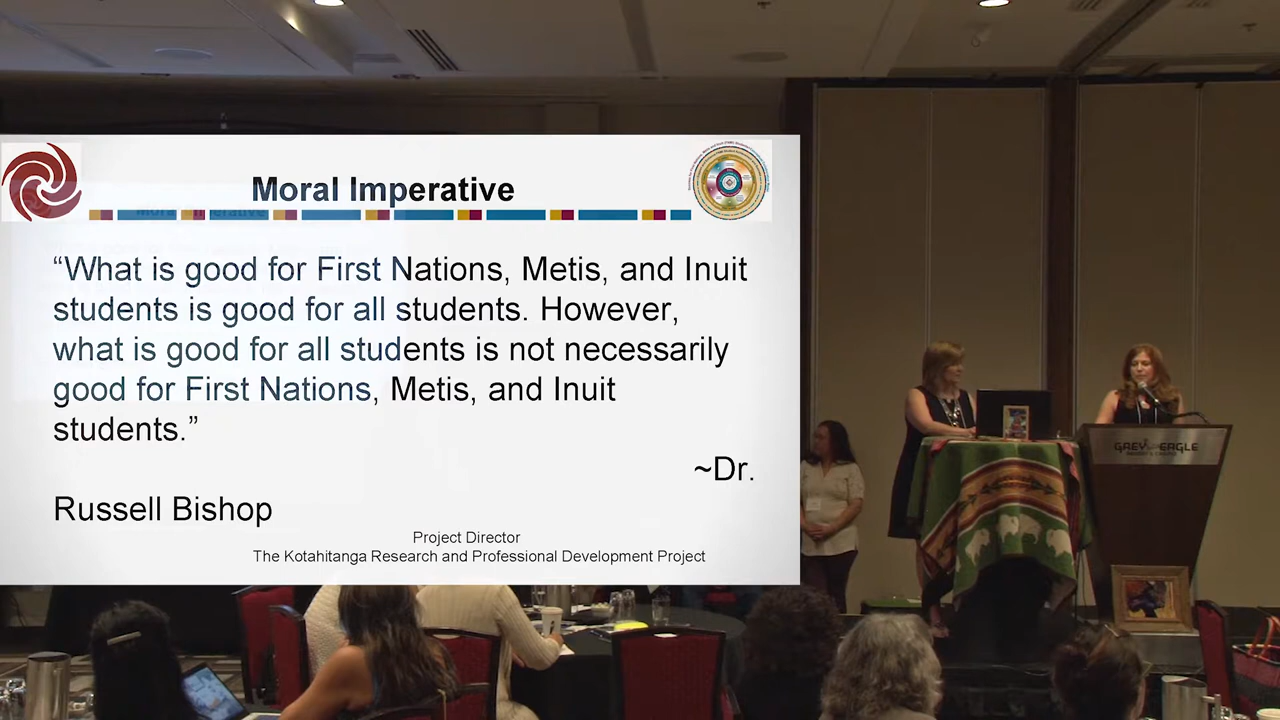 Moral Imperative
“What is good for First Nations, Metis, and Inuit
students is good for all students. However,
what is good for all students is not necessarily
good for First Nations, Metis, and Inuit
students.”
~Dr.
Russell Bishop
Project Director
The Kotahitanga Research and Professional Development Project
GREY EAGLE